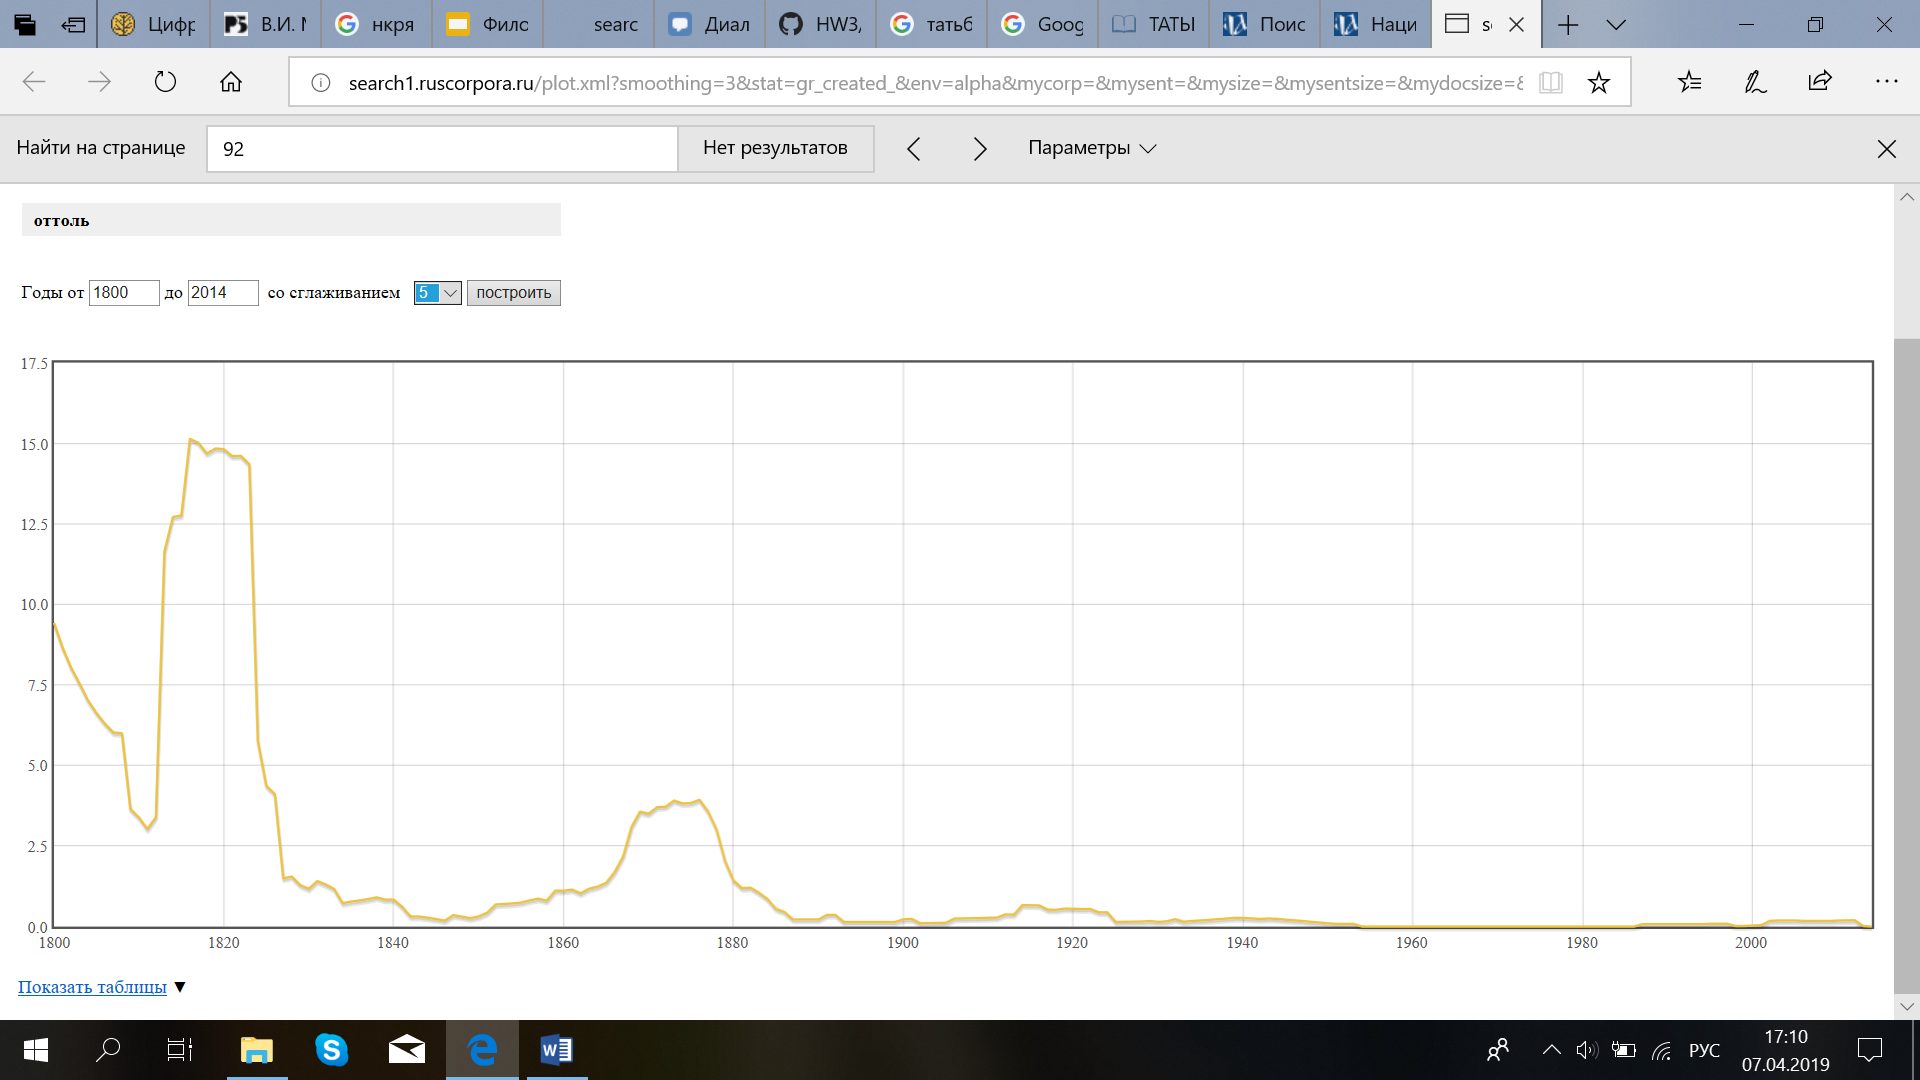 Цифр В.И. М нкря Фило searc Диал HW3, татьб Goog ТАТЫ Поис Наци
search1.ruscorpora.ru/plot.xml?smoothing=3&stat=gr_created_&env=alpha&mycorp=&mysent=&mysize=&mysentsize=&mydocsize=&
Найти на странице 92 Нет результатов Параметры
оттоль
Годы от 1800 до 2014 со сглаживанием 5 построить
17.5
15.0
12.5
10.0
7.5
5.0
2.5
0.0
1800 1820 1840 1860 1880 1900 1920 1940 1960 1980 2000
Показать таблицы ▼
РУС 17:10
07.04.2019